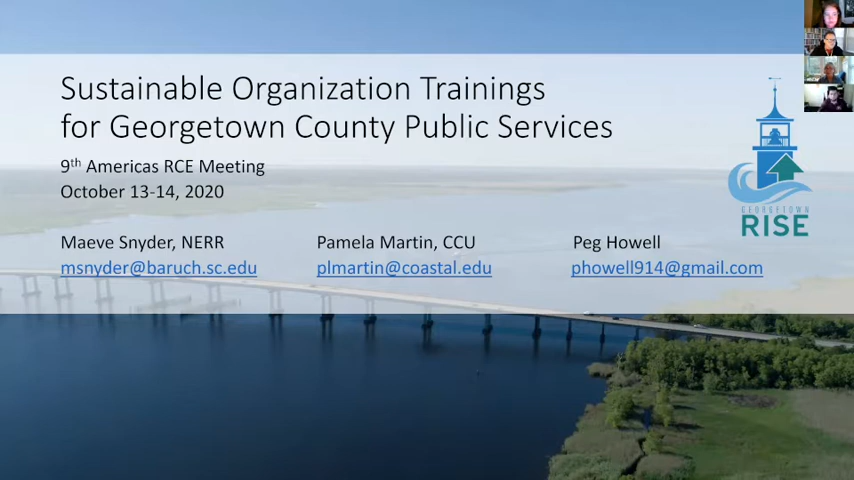 Sustainable Organization Trainings
for Georgetown County Public Services
9th Americas RCE Meeting
October 13-14, 2020
Maeve Snyder, NERR Pamela Martin, CCU Peg Howell
msnyder@baruch.sc.edu plmartin@coastal.edu phowell914@gmail.com
GEORGETOWN
RISE